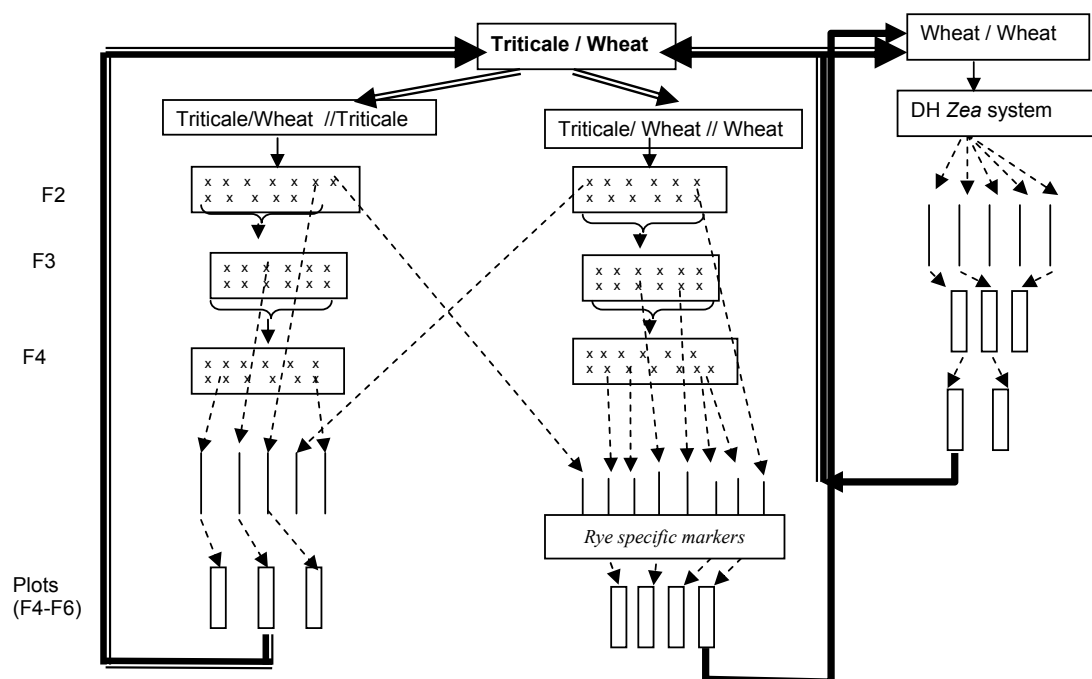 Triticale / Wheat
Wheat / Wheat
Triticale/Wheat //Triticale
Triticale/ Wheat // Wheat
DH Zea system
F2
x x x x x x x
x x x x x
x x x x x x
x x x x x x
F3
x x x x x x
x x x x x x
x x x x x x
x x x x x x
F4
x x x x x x
x x x x x x
x x x x x x
x x x x x x x x
Rye specific markers
Plots
(F4-F6)